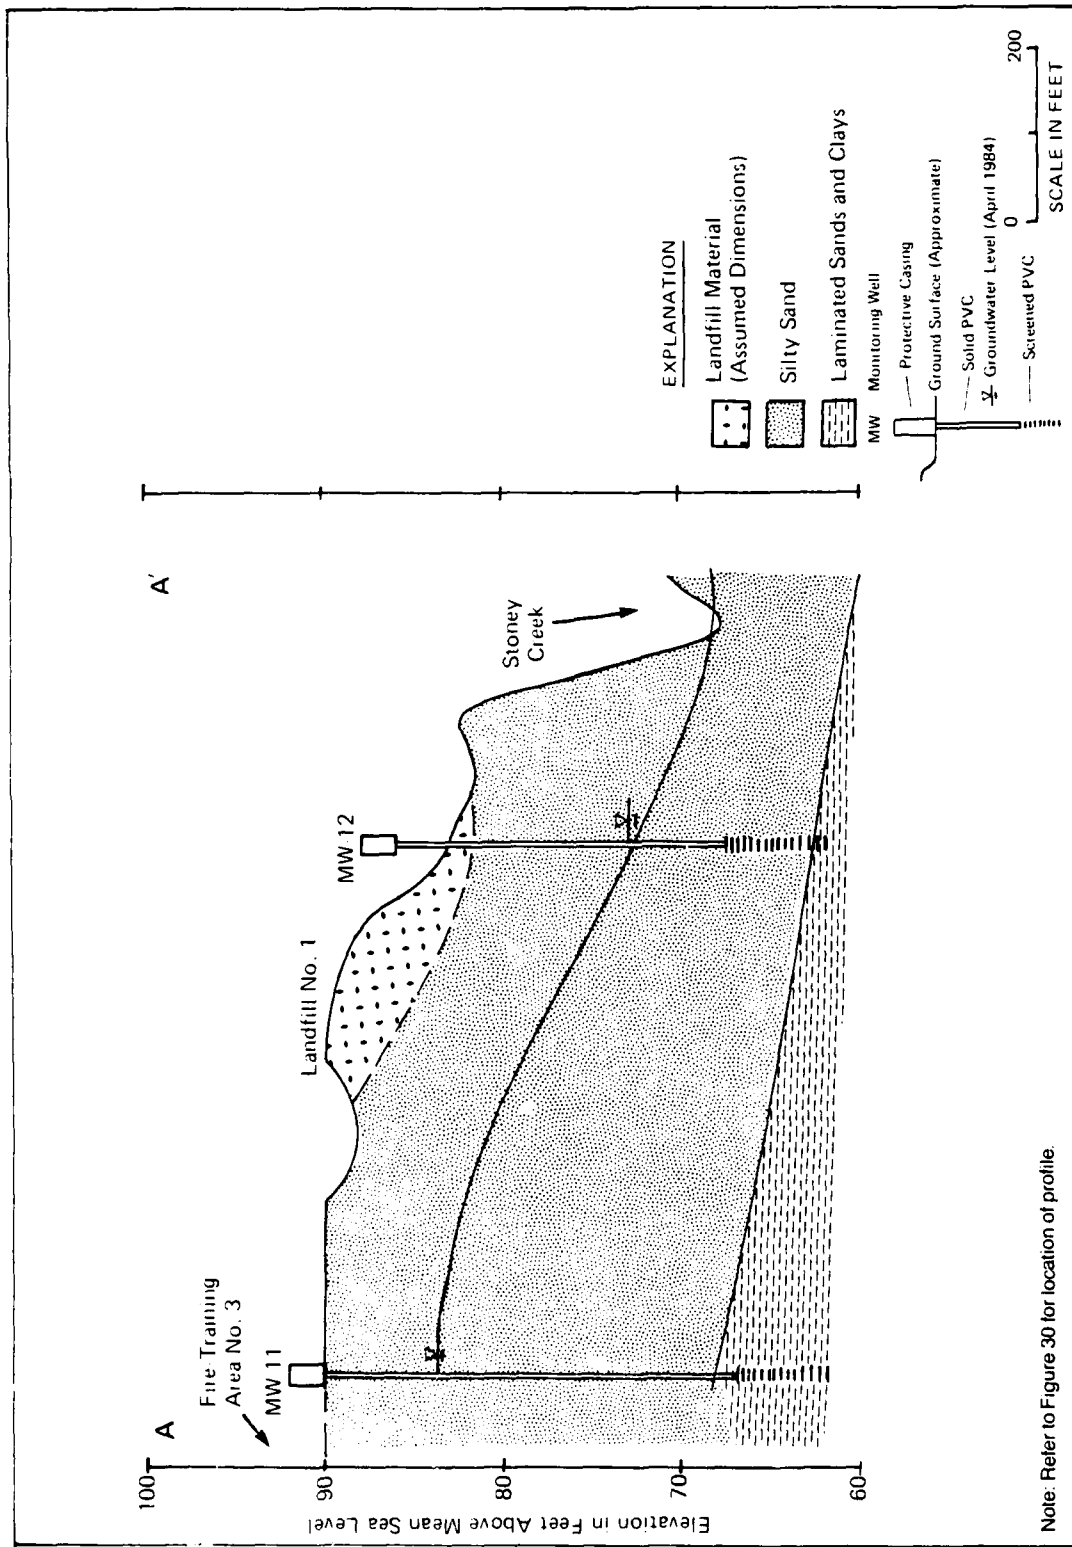 A
A'
Fire Training
Area No. 3
MW 11
Landfill No. 1
MW 12
Stoney
Creek
100
90
80
70
60
Elevation in Feet Above Mean Sea Level
EXPLANATION
Landfill Material
(Assumed Dimensions)
Silty Sand
Laminated Sands and Clays
MW Monitoring Well
Protective Casing
Ground Surface (Approximate)
Solid PVC
Groundwater Level (April 1984)
Screened PVC
0 200
SCALE IN FEET
Note: Refer to Figure 30 for location of profile.